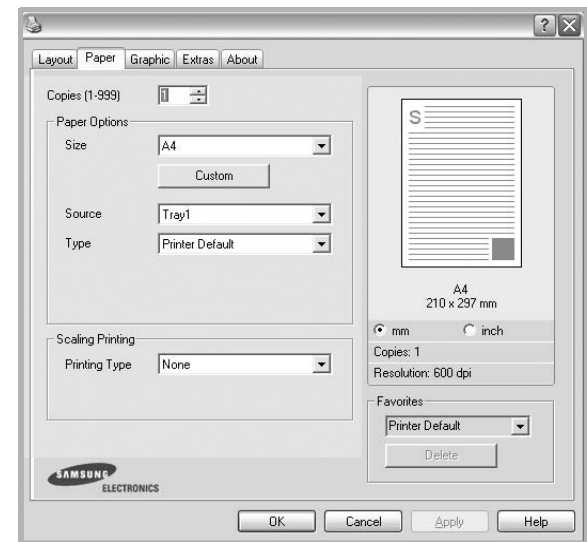 Layout Paper Graphic Extras About
Copies (1-999) 1
Paper Options
Size A4
Custom
Source Tray1
Type Printer Default
Scaling Printing
Printing Type None
S
A4
210 x 297 mm
mm inch
Copies: 1
Resolution: 600 dpi
Favorites
Printer Default
Delete
SAMSUNG
ELECTRONICS
OK Cancel Apply Help